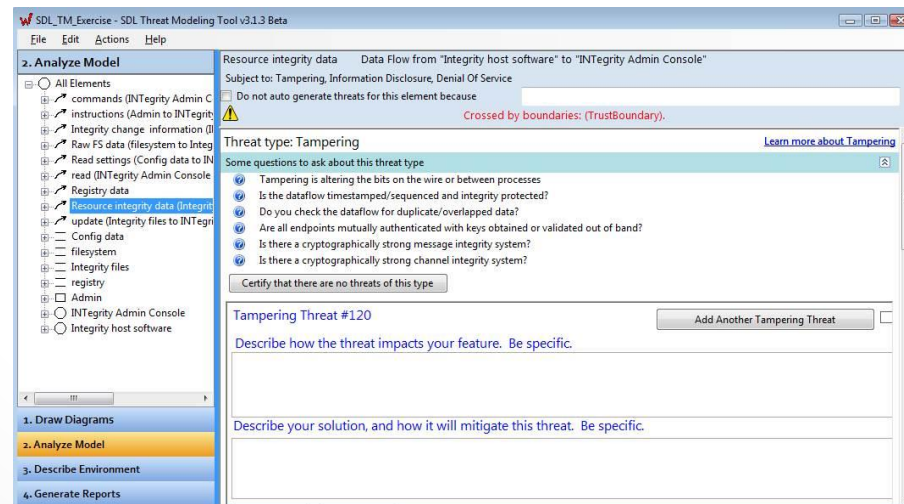 SDL_TM_Exercise - SDL Threat Modeling Tool v3.1.3 Beta
File Edit Actions Help
2. Analyze Model
All Elements
commands (INTegrity Admin C
instructions (Admin to INTegrit
Integrity change information (I
Raw FS data (filesystem to Integ
Read settings (Config data to IN
read (INTegrity Admin Console
Registry data
Resource integrity data (Integrit
update (Integrity files to INTegri
Config data
filesystem
Integrity files
registry
Admin
INTegrity Admin Console
Integrity host software
1. Draw Diagrams
2. Analyze Model
3. Describe Environment
4. Generate Reports
Resource integrity data Data Flow from "Integrity host software" to "INTegrity Admin Console"
Subject to: Tampering, Information Disclosure, Denial Of Service
Do not auto generate threats for this element because
Crossed by boundaries: (TrustBoundary).
Threat type: Tampering Learn more about Tampering
Some questions to ask about this threat type
Tampering is altering the bits on the wire or between processes
Is the dataflow timestamped/sequenced and integrity protected?
Do you check the dataflow for duplicate/overlapped data?
Are all endpoints mutually authenticated with keys obtained or validated out of band?
Is there a cryptographically strong message integrity system?
Is there a cryptographically strong channel integrity system?
Certify that there are no threats of this type
Tampering Threat #120 Add Another Tampering Threat
Describe how the threat impacts your feature. Be specific.
Describe your solution, and how it will mitigate this threat. Be specific.